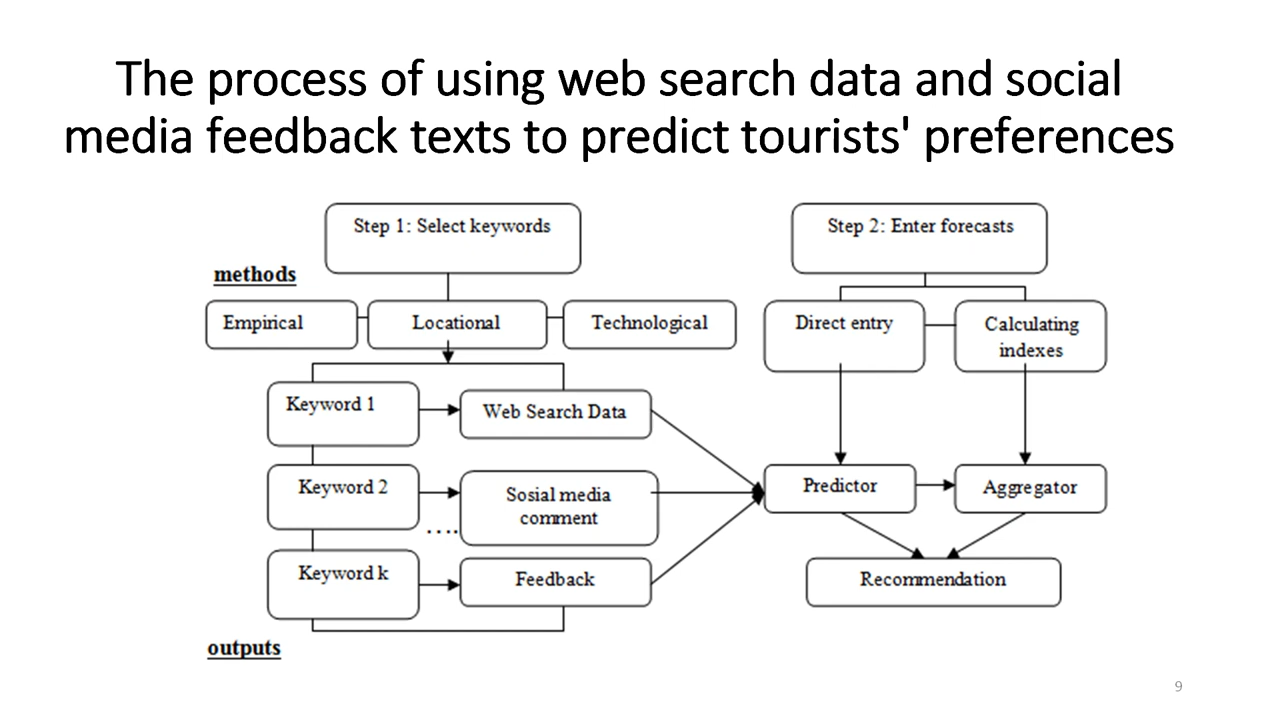 The process of using web search data and social
media feedback texts to predict tourists' preferences
Step 1: Select keywords
Step 2: Enter forecasts
methods
Empirical
Locational
Technological
Direct entry
Calculating
indexes
Keyword 1
Web Search Data
Keyword 2
Sosial media
comment
....
Predictor
Aggregator
Keyword k
Feedback
Recommendation
outputs
9